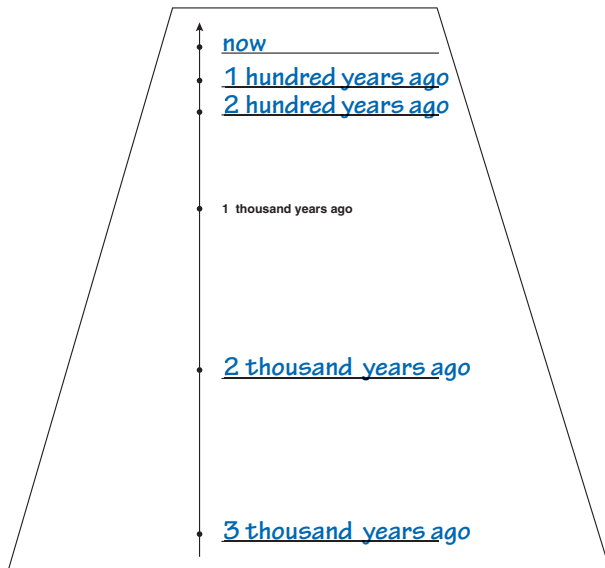 now
1 hundred years ago
2 hundred years ago
1 thousand years ago
2 thousand years ago
3 thousand years ago